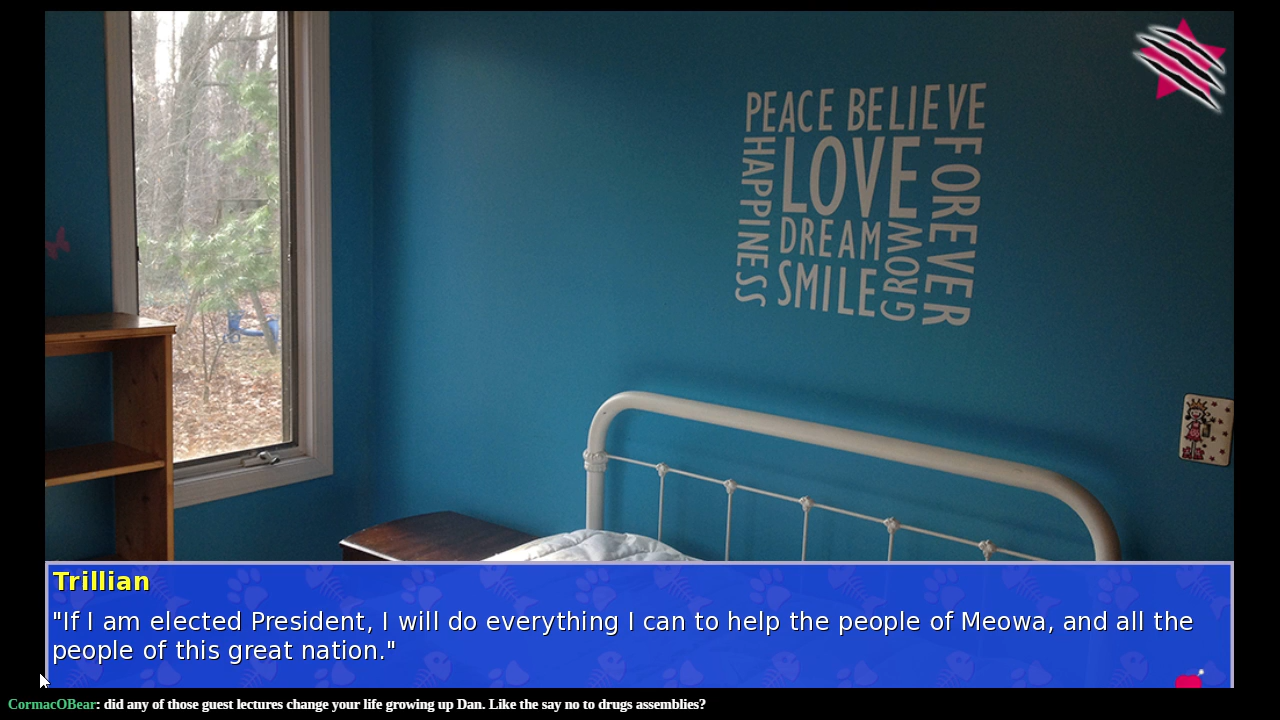 PEACE BELIEVE
HAPPINESS
LOVE
FOREVER
DREAM
GROW
SMILE
Trillian
"If I am elected President, I will do everything I can to help the people of Meowa, and all the
people of this great nation."
CormacOBear: did any of those guest lectures change your life growing up Dan. Like the say no to drugs assemblies?